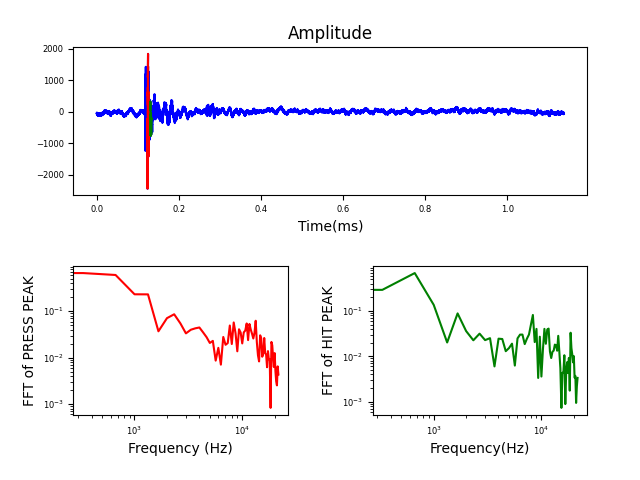 Amplitude
2000
1000
0
−1000
−2000
0.0 0.2 0.4 0.6 0.8 1.0
Time(ms)
FFT of PRESS PEAK
10⁻¹
10⁻²
10⁻³
10³ 10⁴
Frequency (Hz)
FFT of HIT PEAK
10⁻¹
10⁻²
10⁻³
10³ 10⁴
Frequency(Hz)